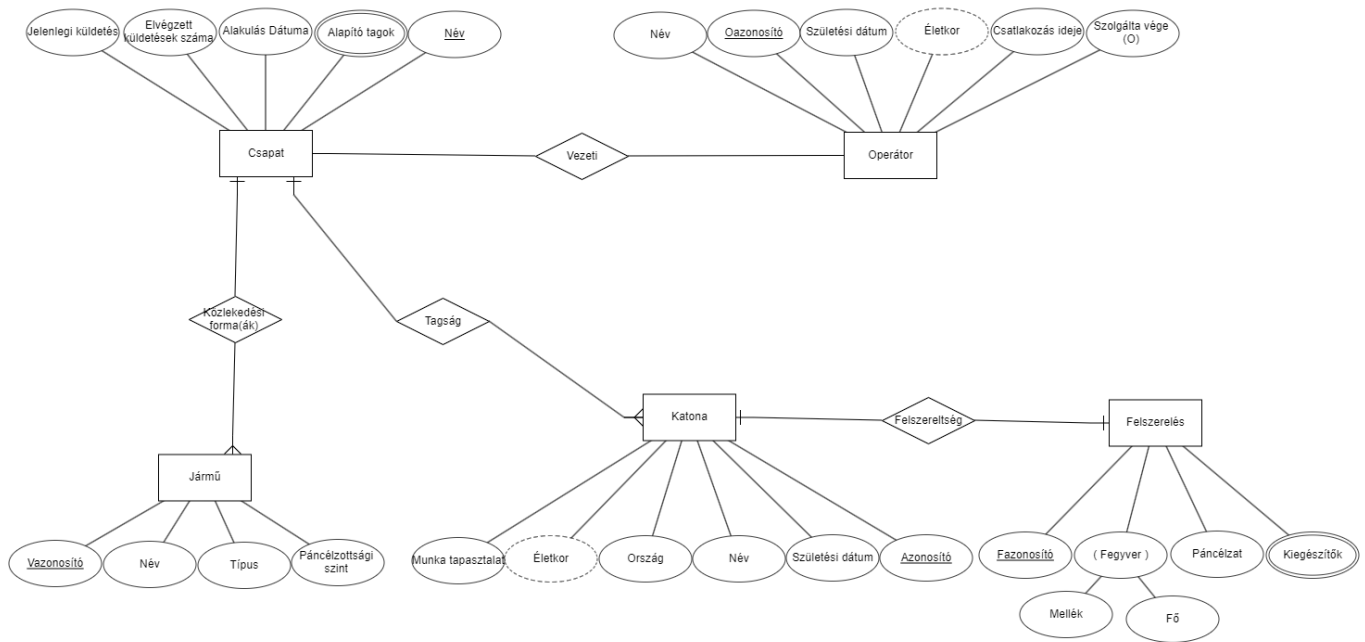 Jelenlegi küldetés
Elvégzett
küldetések száma
Alakulás Dátuma
Alapító tagok
Név
Név
Oazonosító
Születési dátum
Életkor
Csatlakozás ideje
Szolgálta vége
(O)
Csapat
Vezeti
Operátor
Közlekedési
forma(ák)
Tagság
Katona
Felszereltség
Felszerelés
Jármű
Vazonosító
Név
Típus
Páncélzottsági
szint
Munka tapasztalat
Életkor
Ország
Név
Születési dátum
Azonosító
Fazonosító
( Fegyver )
Páncélzat
Kiegészítők
Mellék
Fő